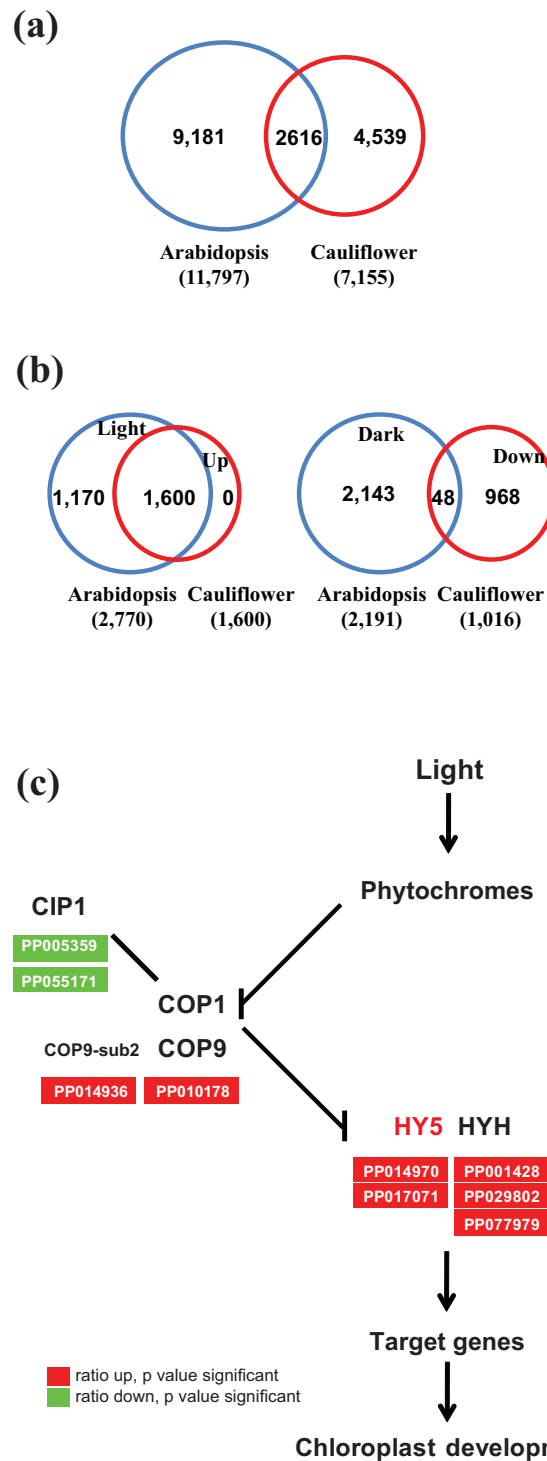 (a)
9,181 2616 4,539
Arabidopsis Cauliflower
(11,797) (7,155)
(b)
Light Up Dark Down
1,170 1,600 0 2,143 48 968
Arabidopsis Cauliflower Arabidopsis Cauliflower
(2,770) (1,600) (2,191) (1,016)
(c)
Light
Phytochromes
CIP1
PP005359
PP055171
COP1
COP9-sub2 COP9
PP014936 PP010178
HY5 HYH
PP014970 PP001428
PP017071 PP029802
PP077979
Target genes
ratio up, p value significant
ratio down, p value significant
Chloroplast developm